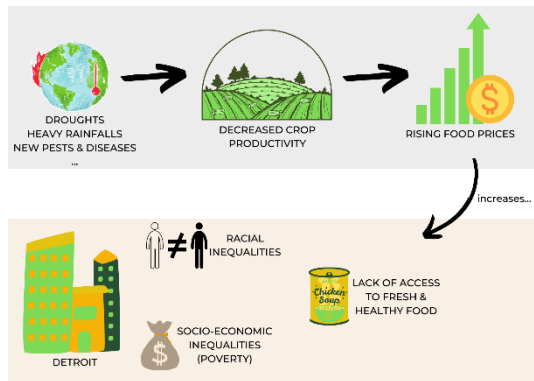 DROUGHTS
HEAVY RAINFALLS
NEW PESTS & DISEASES
...
DECREASED CROP
PRODUCTIVITY
$
RISING FOOD PRICES
increases...
≠
RACIAL
INEQUALITIES
Chicken
Soup
LACK OF ACCESS
TO FRESH &
HEALTHY FOOD
$
SOCIO-ECONOMIC
INEQUALITIES
(POVERTY)
DETROIT